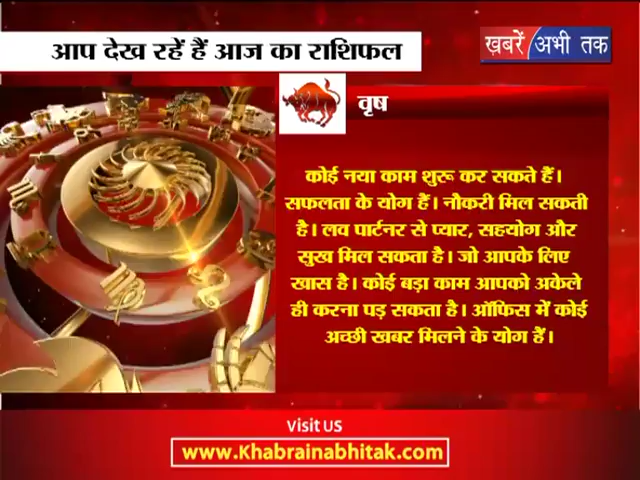 आप देख रहें हैं आज का राशिफल
ख़बरें अभी तक
वृष
कोई नया काम शुरू कर सकते हैं।
सफलता के योग हैं। नौकरी मिल सकती
है। लव पार्टनर से प्यार, सहयोग और
सुख मिल सकता है। जो आपके लिए
खास है। कोई बड़ा काम आपको अकेले
ही करना पड़ सकता है। ऑफिस में कोई
अच्छी खबर मिलने के योग हैं।
Visit US
www.Khabrainabhitak.com